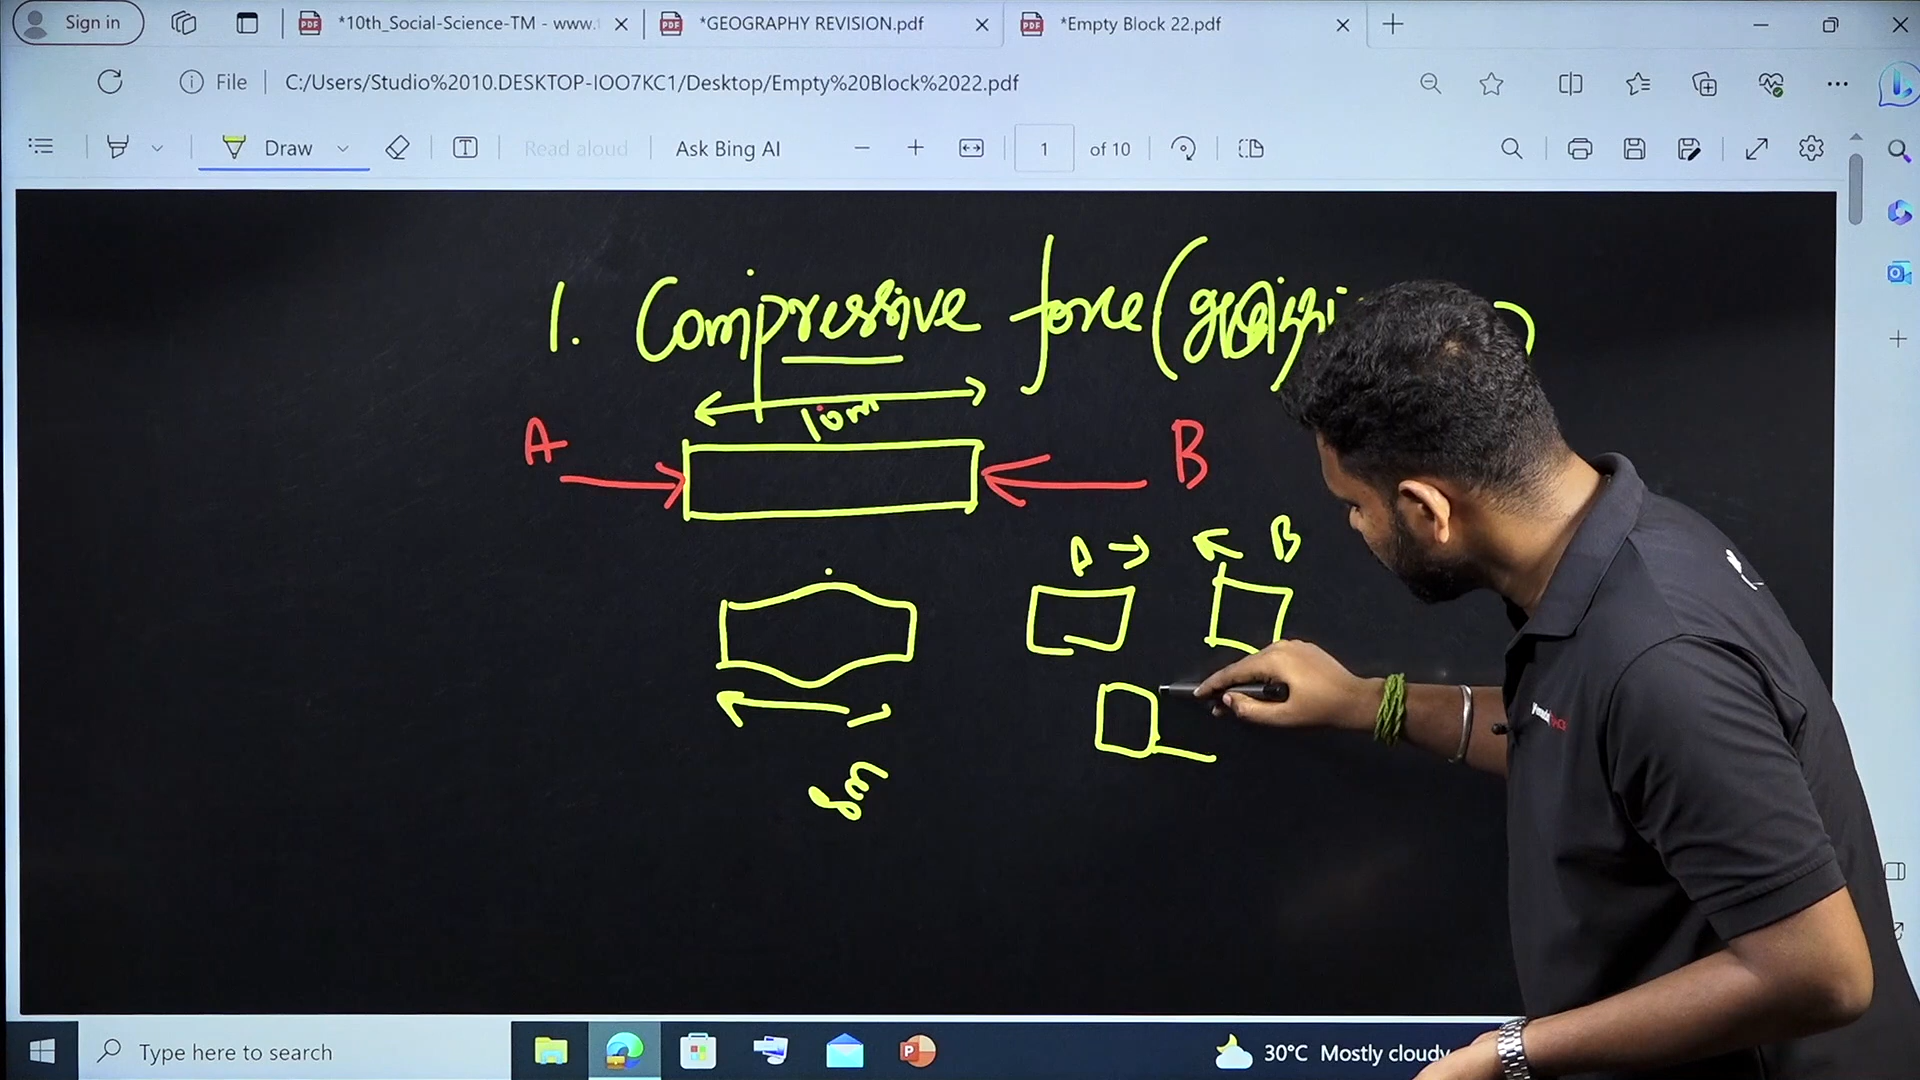 Sign in
*10th_Social-Science-TM - www.
*GEOGRAPHY REVISION.pdf
*Empty Block 22.pdf
File
C:/Users/Studio%2010.DESKTOP-IOO7KC1/Desktop/Empty%20Block%2022.pdf
Draw
Read aloud
Ask Bing AI
1
of 10
1. Compressive force (
10m
A
B
A
B
8m
Type here to search
30°C Mostly cloudy